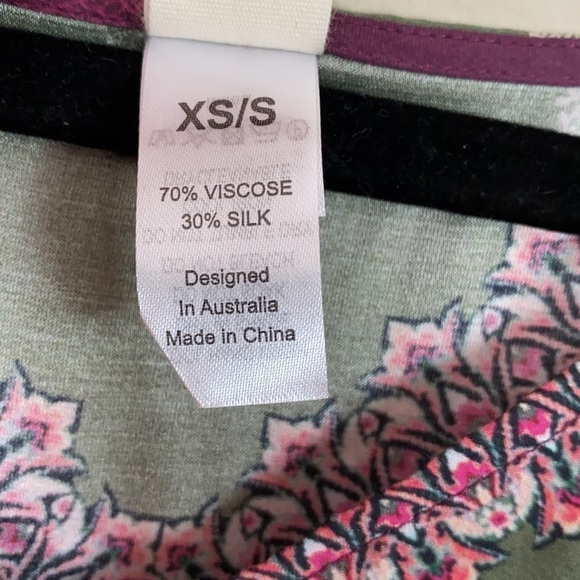 XS/S
70% VISCOSE
30% SILK
Designed
In Australia
Made in China